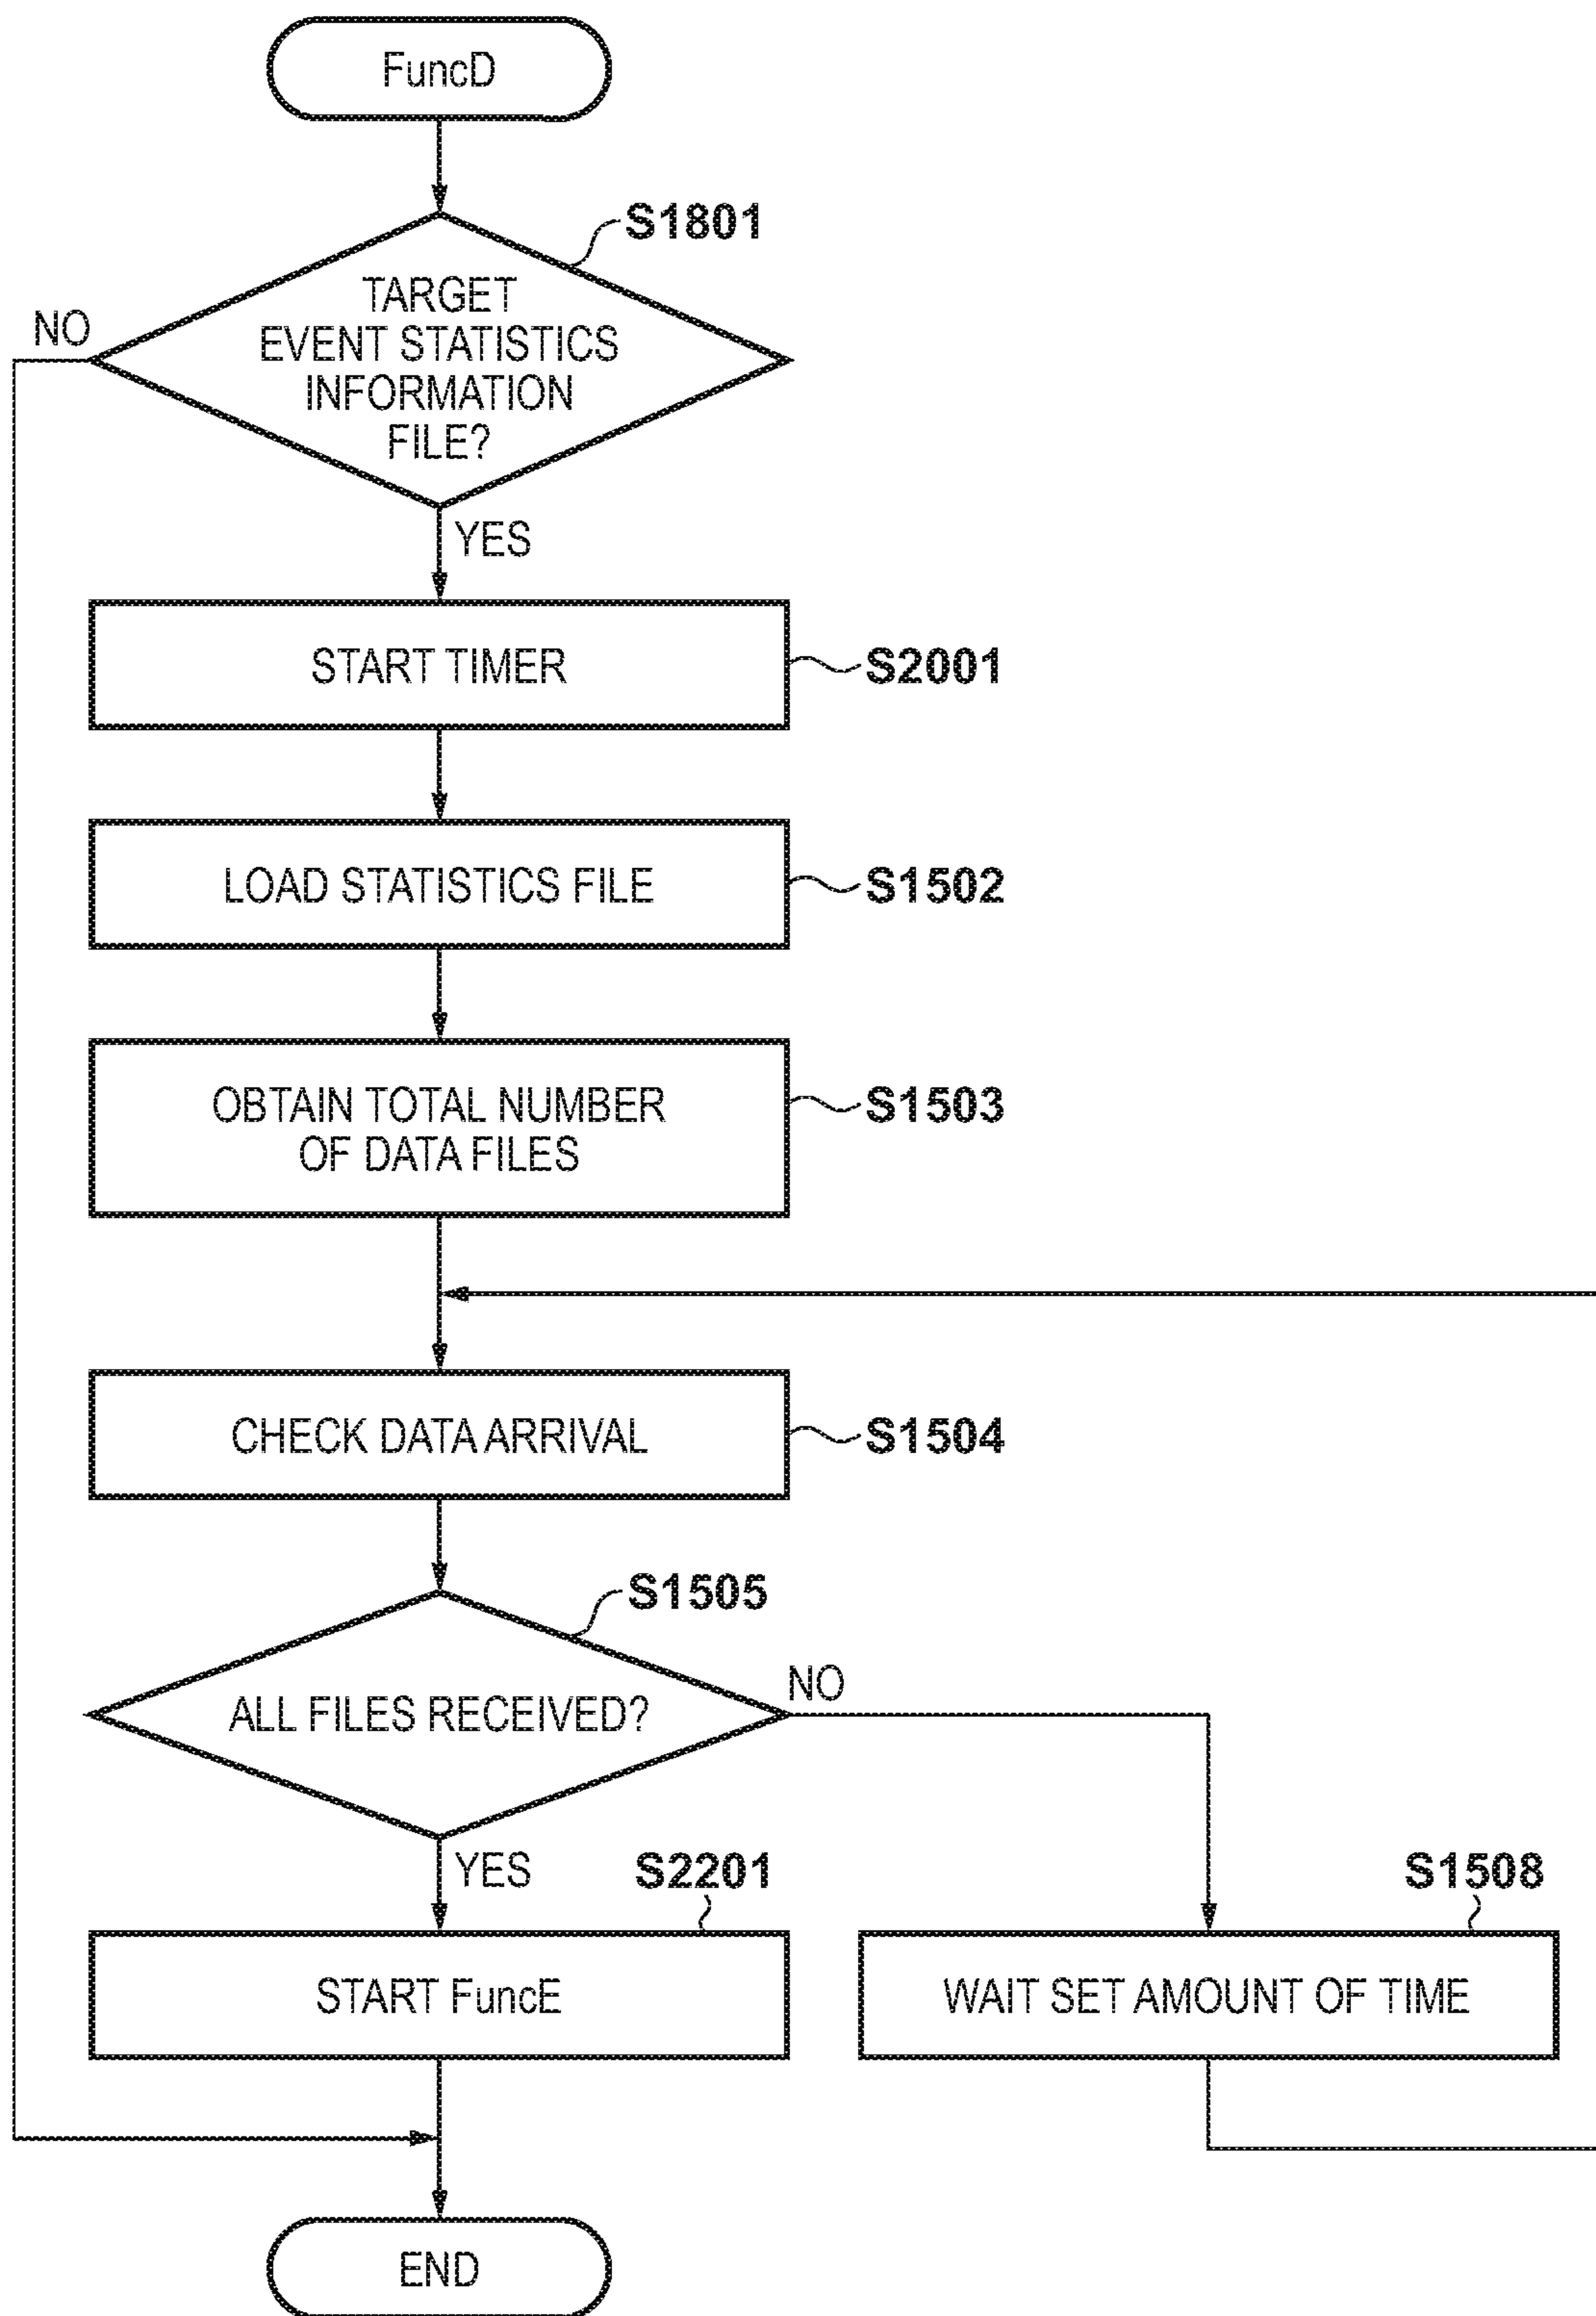 FuncD
S1801
TARGET
EVENT STATISTICS
INFORMATION
FILE?
NO
YES
START TIMER
S2001
LOAD STATISTICS FILE
S1502
OBTAIN TOTAL NUMBER
OF DATA FILES
S1503
CHECK DATA ARRIVAL
S1504
S1505
ALL FILES RECEIVED?
NO
YES
S2201
START FuncE
S1508
WAIT SET AMOUNT OF TIME
END